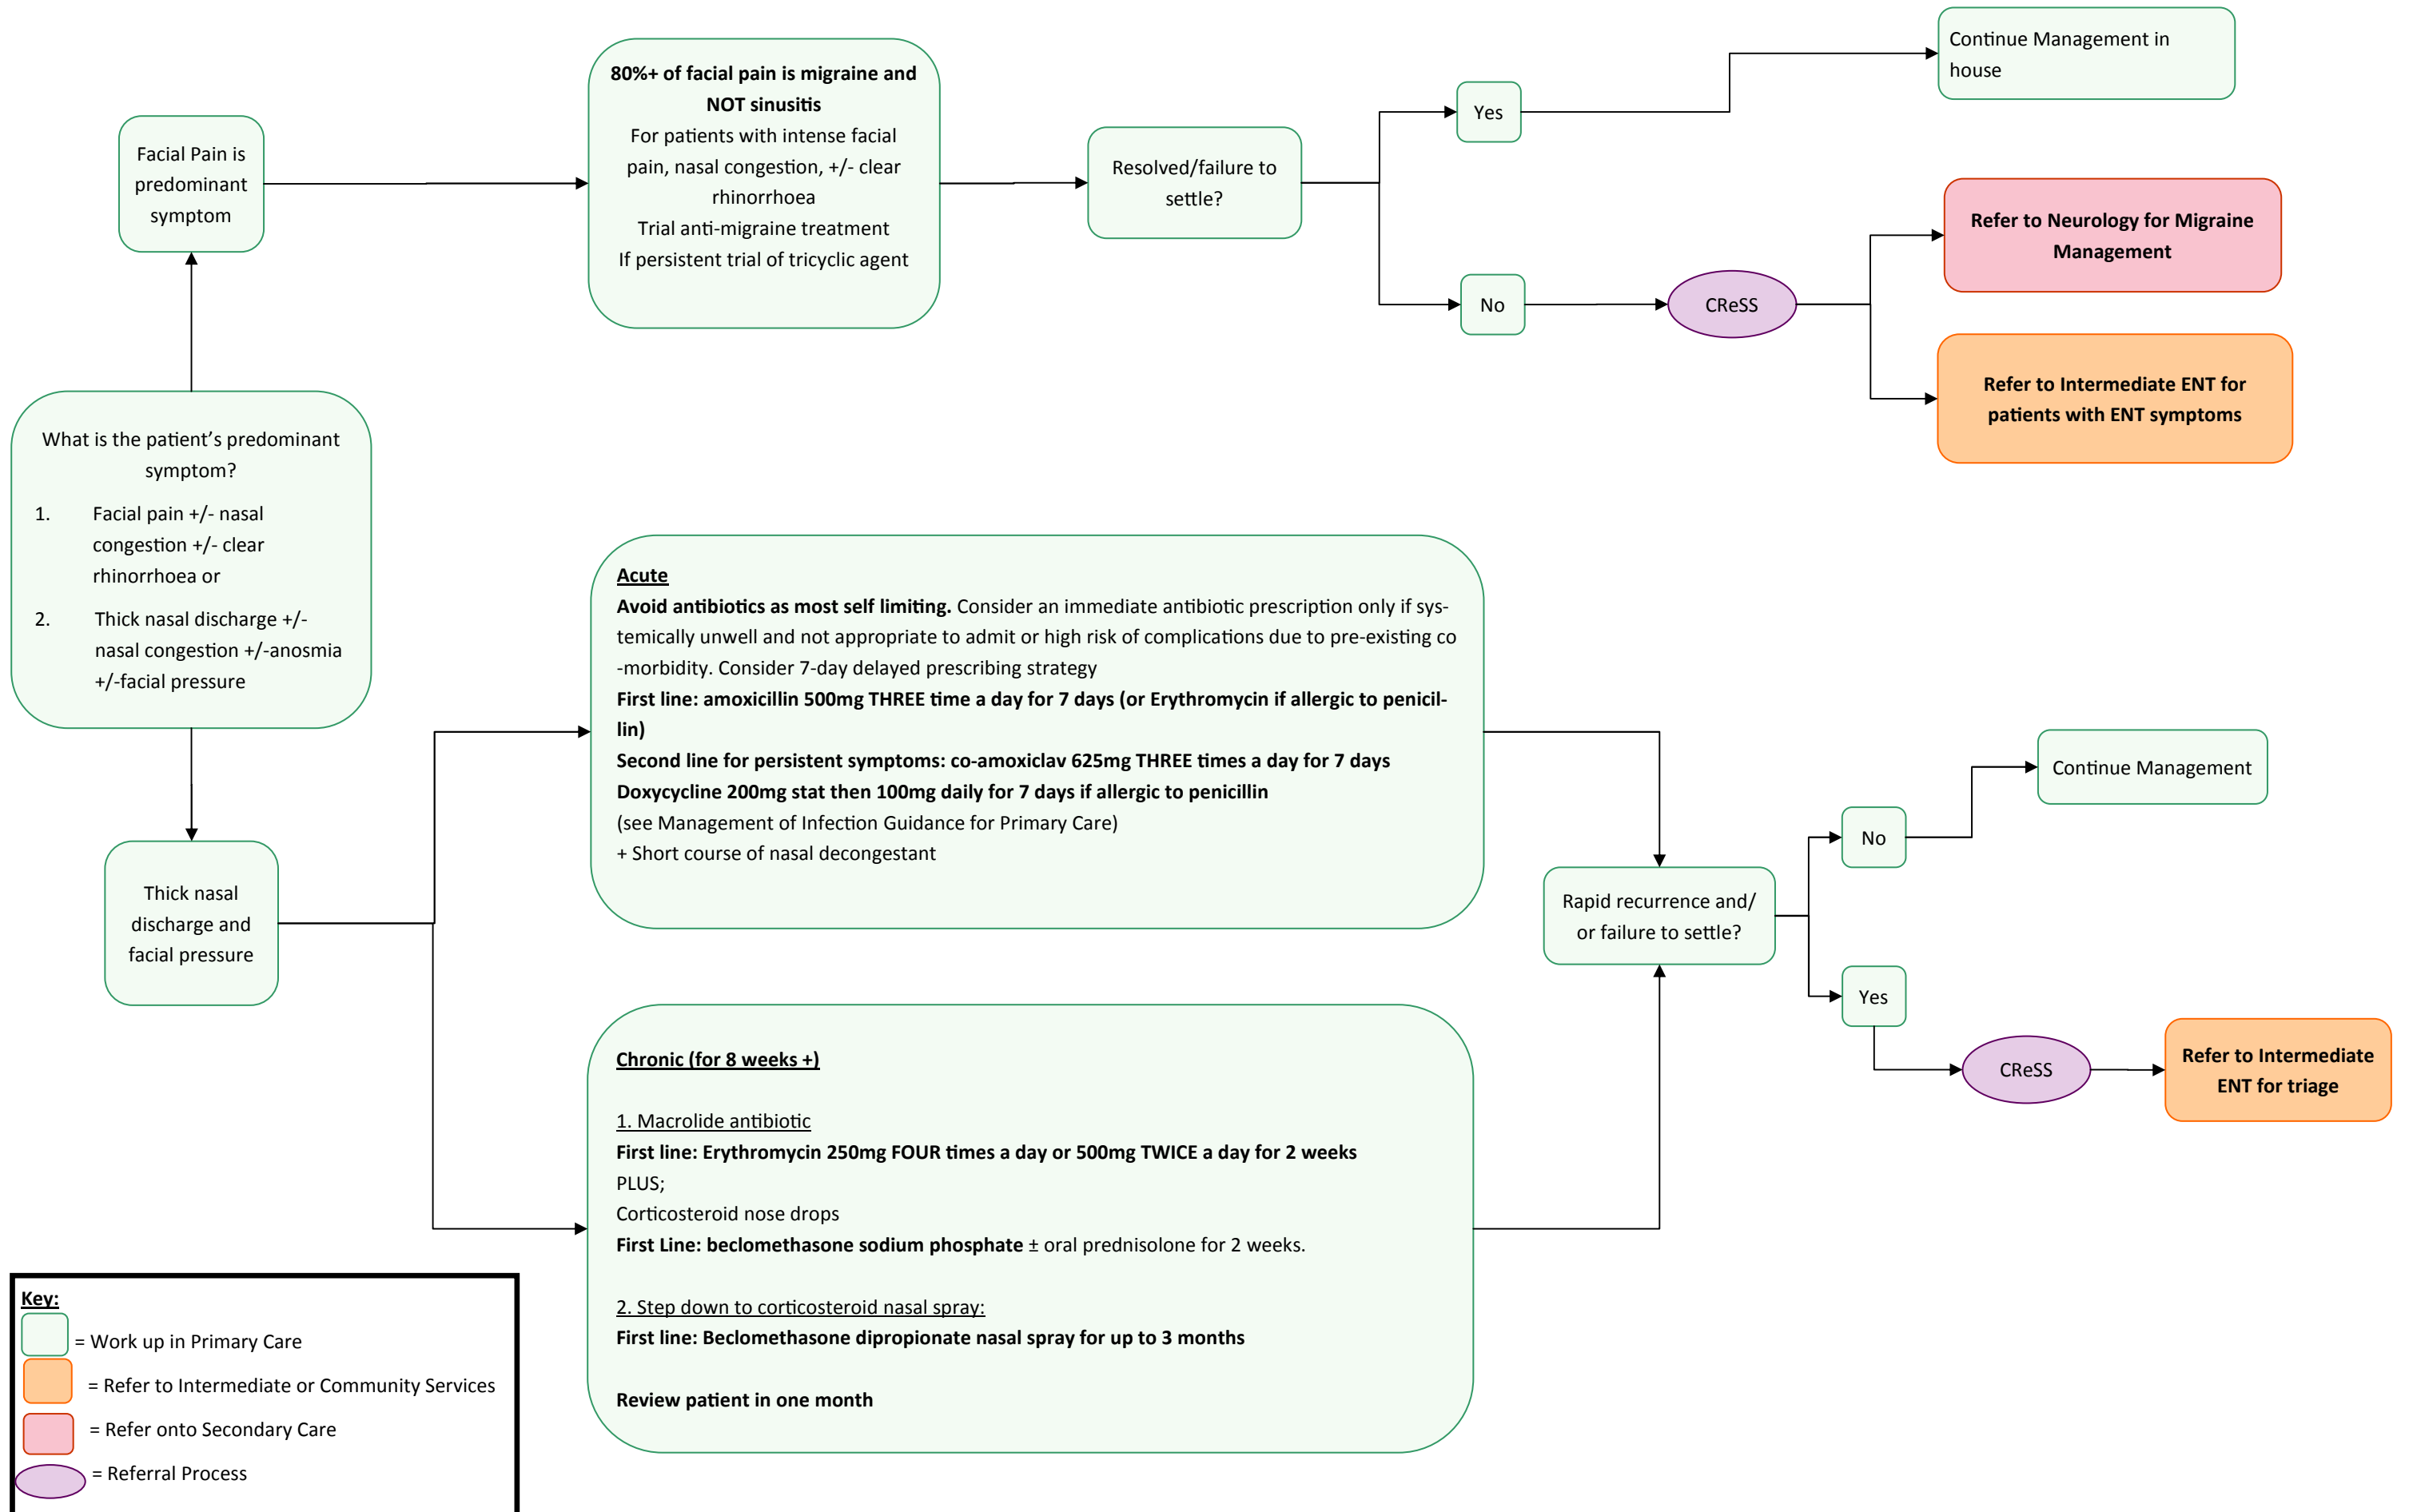 Continue Management in
house
80%+ of facial pain is migraine and
NOT sinusitis
For patients with intense facial
pain, nasal congestion, +/- clear
rhinorrhoea
Trial anti-migraine treatment
If persistent trial of tricyclic agent
Yes
Facial Pain is
predominant
symptom
Resolved/failure to
settle?
Refer to Neurology for Migraine
Management
No
CReSS
Refer to Intermediate ENT for
patients with ENT symptoms
What is the patient’s predominant
symptom?
1. Facial pain +/- nasal
congestion +/- clear
rhinorrhoea or
2. Thick nasal discharge +/-
nasal congestion +/-anosmia
+/-facial pressure
Acute
Avoid antibiotics as most self limiting. Consider an immediate antibiotic prescription only if sys-
temically unwell and not appropriate to admit or high risk of complications due to pre-existing co
-morbidity. Consider 7-day delayed prescribing strategy
First line: amoxicillin 500mg THREE time a day for 7 days (or Erythromycin if allergic to penicil-
lin)
Second line for persistent symptoms: co-amoxiclav 625mg THREE times a day for 7 days
Doxycycline 200mg stat then 100mg daily for 7 days if allergic to penicillin
(see Management of Infection Guidance for Primary Care)
+ Short course of nasal decongestant
Continue Management
No
Thick nasal
discharge and
facial pressure
Rapid recurrence and/
or failure to settle?
Yes
CReSS
Refer to Intermediate
ENT for triage
Chronic (for 8 weeks +)
1. Macrolide antibiotic
First line: Erythromycin 250mg FOUR times a day or 500mg TWICE a day for 2 weeks
PLUS;
Corticosteroid nose drops
First Line: beclomethasone sodium phosphate ± oral prednisolone for 2 weeks.
2. Step down to corticosteroid nasal spray:
First line: Beclomethasone dipropionate nasal spray for up to 3 months
Review patient in one month
Key:
= Work up in Primary Care
= Refer to Intermediate or Community Services
= Refer onto Secondary Care
= Referral Process